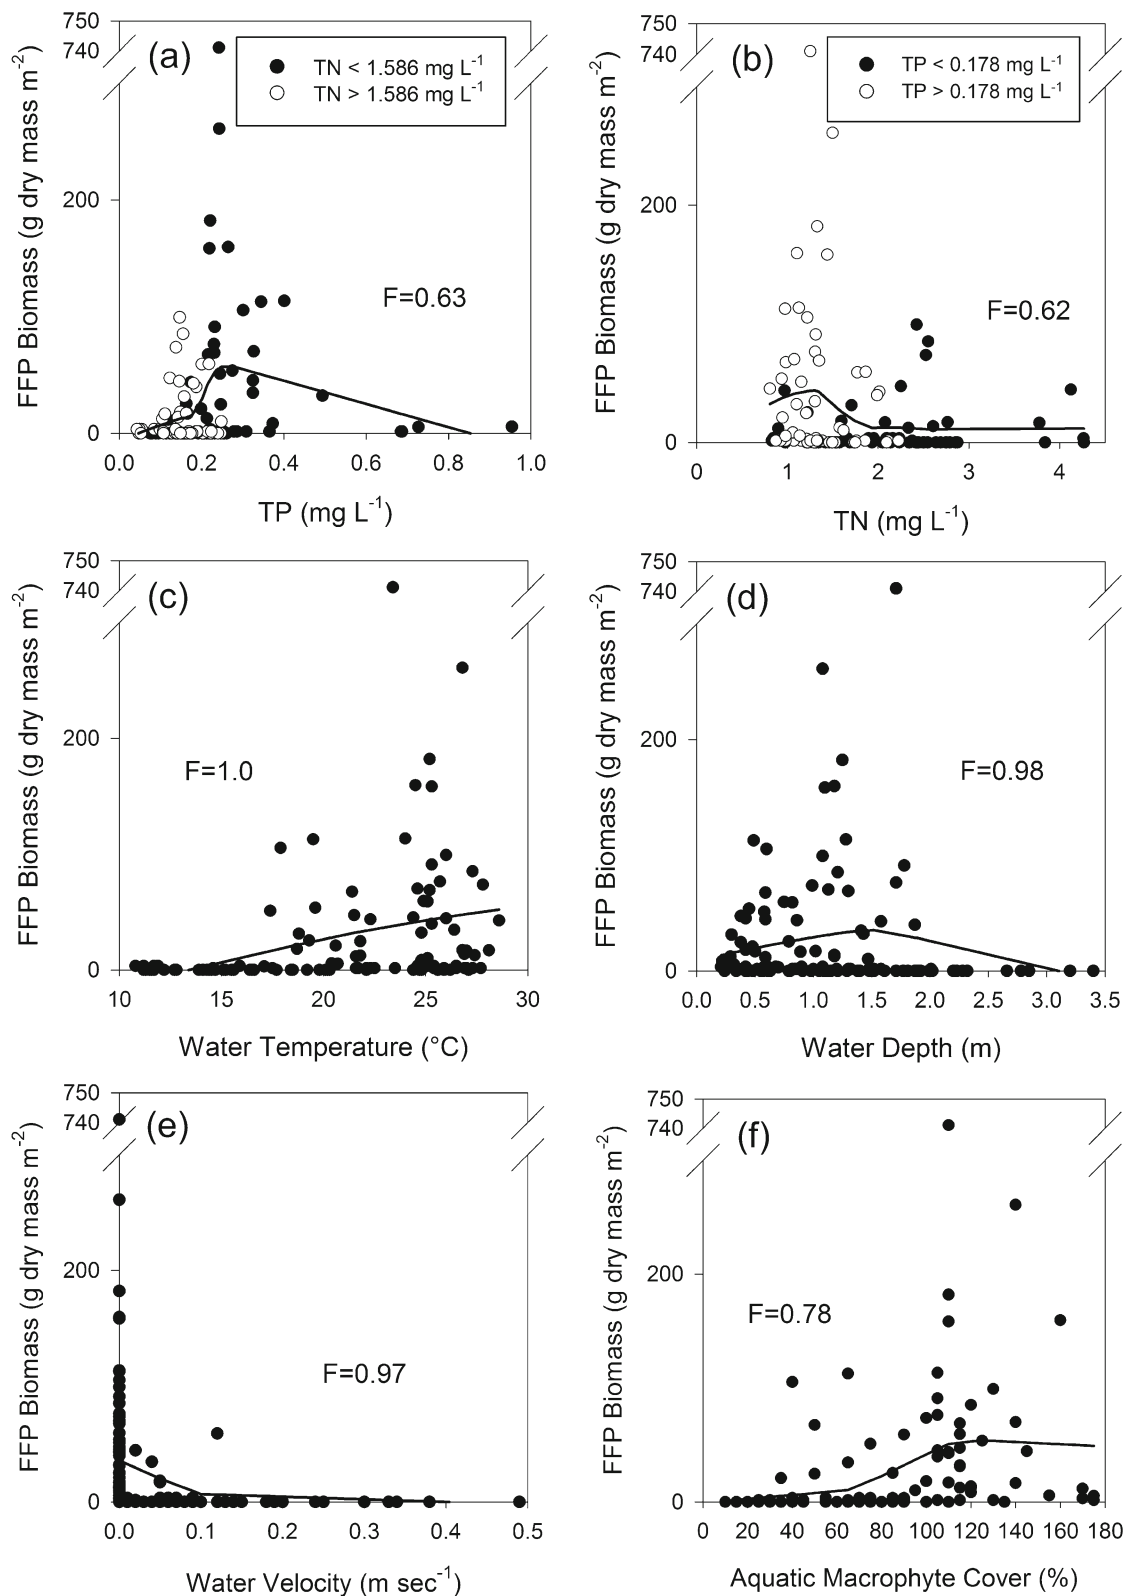 750
740
200
0
(a)
TN < 1.586 mg L-1
TN > 1.586 mg L-1
F=0.63
FFP Biomass (g dry mass m-2)
0.0 0.2 0.4 0.6 0.8 1.0
TP (mg L-1)
750
740
200
0
(b)
TP < 0.178 mg L-1
TP > 0.178 mg L-1
F=0.62
FFP Biomass (g dry mass m-2)
0 1 2 3 4
TN (mg L-1)
750
740
200
0
(c)
F=1.0
FFP Biomass (g dry mass m-2)
10 15 20 25 30
Water Temperature (°C)
750
740
200
0
(d)
F=0.98
FFP Biomass (g dry mass m-2)
0.0 0.5 1.0 1.5 2.0 2.5 3.0 3.5
Water Depth (m)
750
740
200
0
(e)
F=0.97
FFP Biomass (g dry mass m-2)
0.0 0.1 0.2 0.3 0.4 0.5
Water Velocity (m sec-1)
750
740
200
0
(f)
F=0.78
FFP Biomass (g dry mass m-2)
0 20 40 60 80 100 120 140 160 180
Aquatic Macrophyte Cover (%)